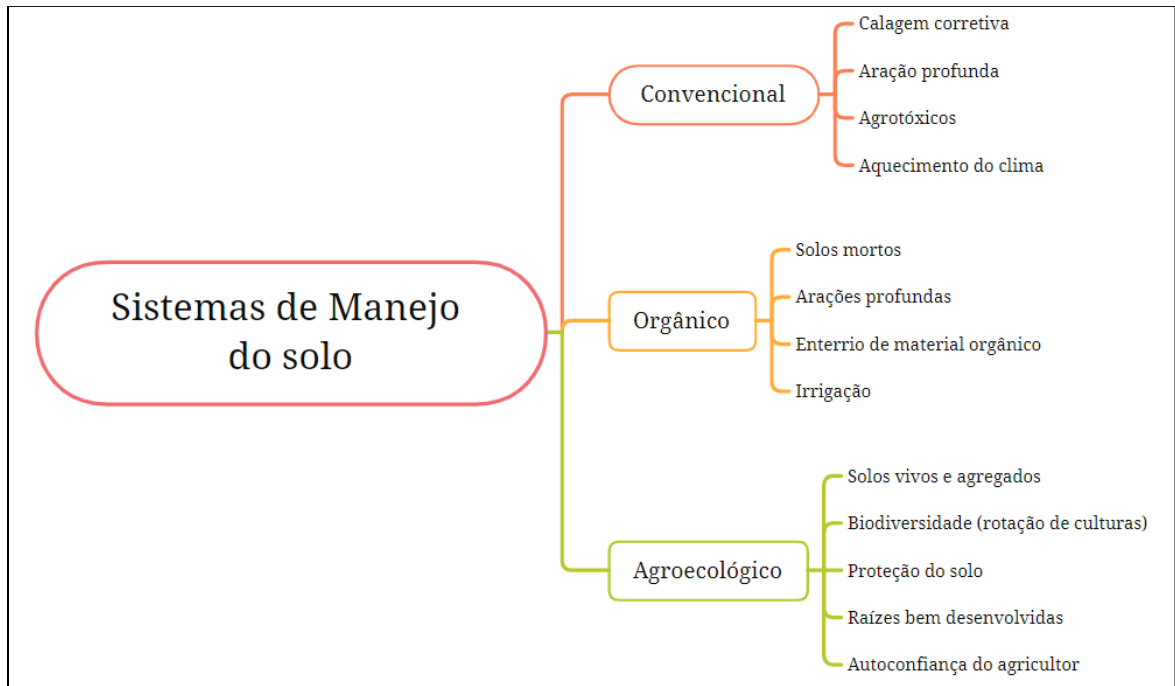 Sistemas de Manejo
do solo
Convencional
Calagem corretiva
Aração profunda
Agrotóxicos
Aquecimento do clima
Orgânico
Solos mortos
Arações profundas
Enterrio de material orgânico
Irrigação
Agroecológico
Solos vivos e agregados
Biodiversidade (rotação de culturas)
Proteção do solo
Raízes bem desenvolvidas
Autoconfiança do agricultor